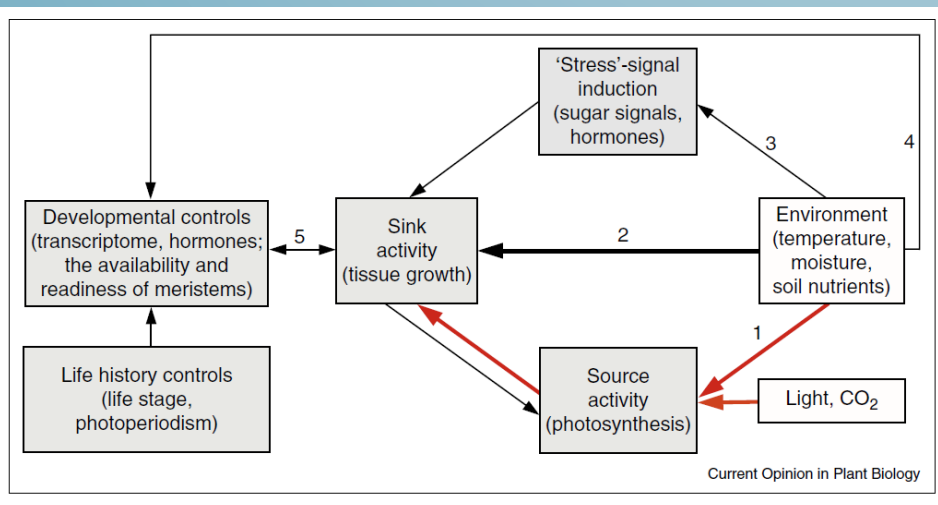 ‘Stress’-signal
induction
(sugar signals,
hormones)
3
4
Developmental controls
(transcriptome, hormones;
the availability and
readiness of meristems)
5
Sink
activity
(tissue growth)
2
Environment
(temperature,
moisture,
soil nutrients)
1
Life history controls
(life stage,
photoperiodism)
Source
activity
(photosynthesis)
Light, CO₂
Current Opinion in Plant Biology